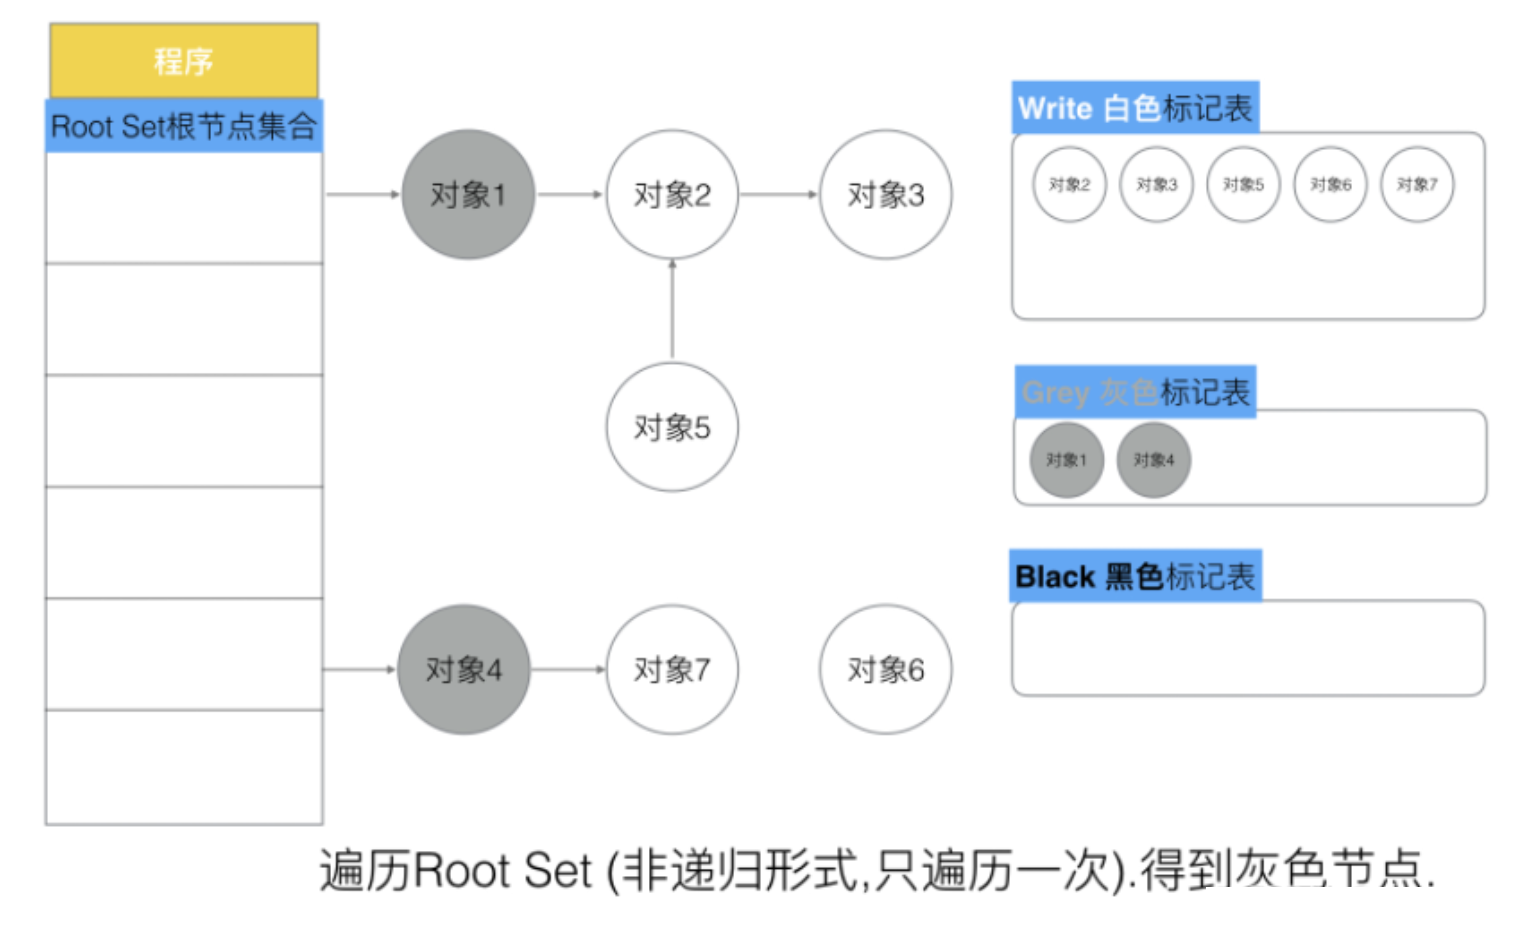 程序
Root Set根节点集合
对象1
对象2
对象3
对象5
对象4
对象7
对象6
Write 白色标记表
对象2
对象3
对象5
对象6
对象7
Grey 灰色标记表
对象1
对象4
Black 黑色标记表
遍历Root Set (非递归形式,只遍历一次).得到灰色节点.